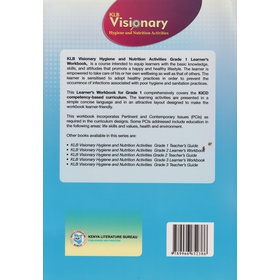 KLB
Visionary
Hygiene and Nutrition Activities
KLB Visionary Hygiene and Nutrition Activities Grade 1 Learner's
Workbook, is a course intended to equip learners with the basic knowledge,
skills, and attitudes that promote a happy and healthy lifestyle. The learner is
empowered to take care of his or her own wellbeing as well as that of others. The
learner is sensitised to adopt healthy practices in order to prevent the
occurrence of infections associated with poor hygiene and sanitation practices.
This Learner's Workbook for Grade 1 comprehensively covers the KICD
competency-based curriculum. The learning activities are presented in a
simple concise language and in an attractive layout designed to make the
workbook learner-friendly.
This workbook incorporates Pertinent and Contemporary Issues (PCIs) as
required in the curriculum designs. Some PCIs addressed include education in
the following areas: life-skills and values, health and environment.
Other books available in this series are:
KLB Visionary Hygiene and Nutrition Activities Grade 1 Teacher's Guide
KLB Visionary Hygiene and Nutrition Activities Grade 2 Learner's Workbook
KLB Visionary Hygiene and Nutrition Activities Grade 2 Teacher's Guide
KLB Visionary Hygiene and Nutrition Activities Grade 3 Learner's Workbook
KLB Visionary Hygiene and Nutrition Activities Grade 3 Teacher's Guide
KENYA LITERATURE BUREAU